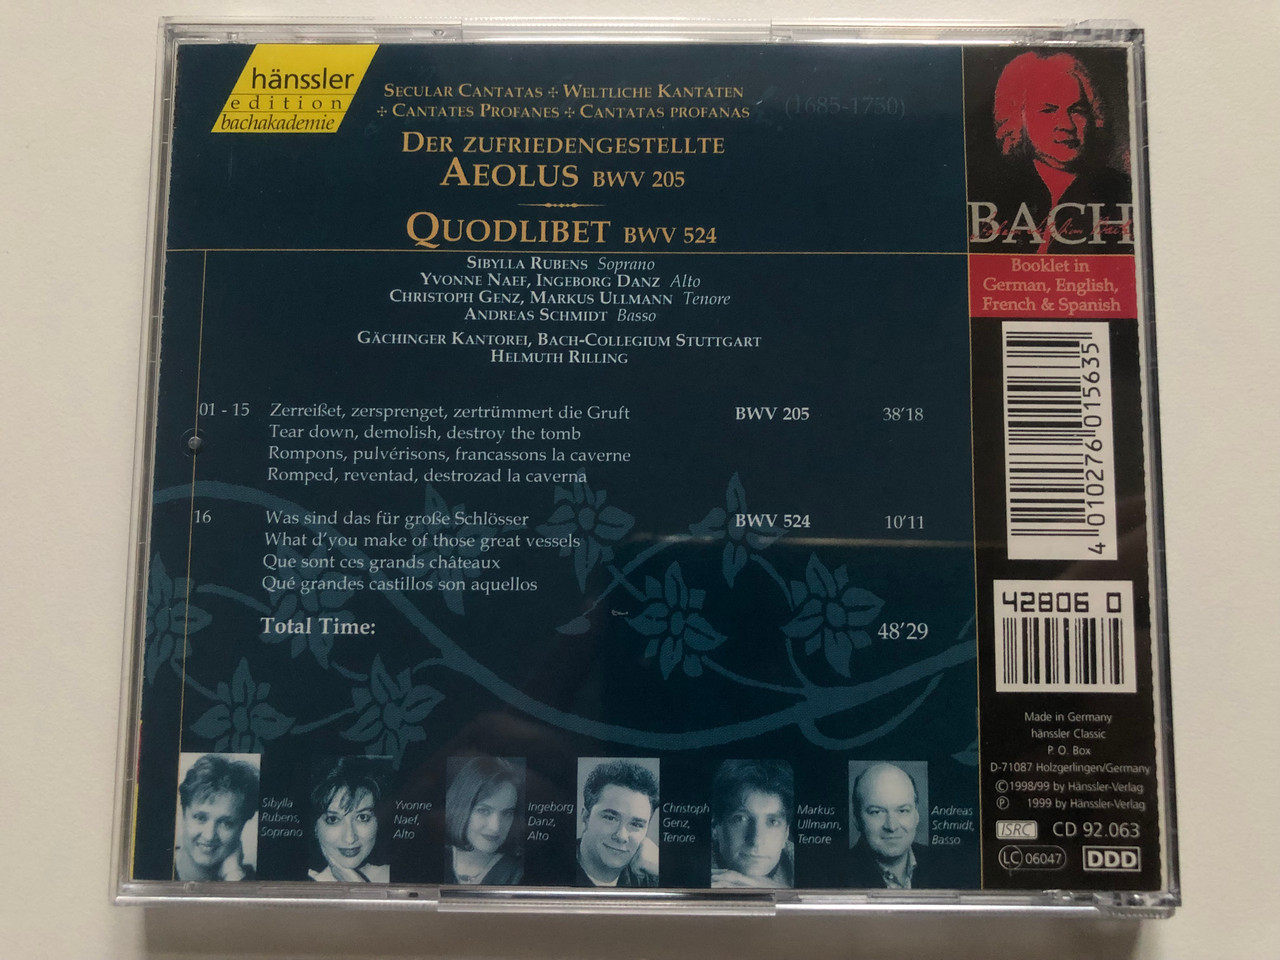 hänssler
edition
bachakademie
SECULAR CANTATAS ÷ WELTLICHE KANTATEN
÷ CANTATES PROFANES ÷ CANTATAS PROFANAS
(1685-1750)
DER ZUFRIEDENGESTELLTE
AEOLUS BWV 205
QUODLIBET BWV 524
SIBYLLA RUBENS Soprano
YVONNE NAEF, INGEBORG DANZ Alto
CHRISTOPH GENZ, MARKUS ULLMANN Tenore
ANDREAS SCHMIDT Basso
GÄCHINGER KANTOREI, BACH-COLLEGIUM STUTTGART
HELMUTH RILLING
01 - 15 Zerreißet, zersprenget, zertrümmert die Gruft BWV 205 38'18
Tear down, demolish, destroy the tomb
Rompons, pulvérisons, francassons la caverne
Romped, reventad, destrozad la caverna
16 Was sind das für große Schlösser BWV 524 10'11
What d'you make of those great vessels
Que sont ces grands châteaux
Qué grandes castillos son aquellos
Total Time: 48'29
Sibylla
Rubens,
Soprano
Yvonne
Naef,
Alto
Ingeborg
Danz,
Alto
Christoph
Genz,
Tenore
Markus
Ullmann,
Tenore
Andreas
Schmidt,
Basso
BACH
Booklet in
German, English,
French & Spanish
4 010276 015635
42806 0
Made in Germany
hänssler Classic
P. O. Box
D-71087 Holzgerlingen/Germany
© 1998/99 by Hänssler-Verlag
℗ 1999 by Hänssler-Verlag
ISRC CD 92.063
LC 06047 DDD